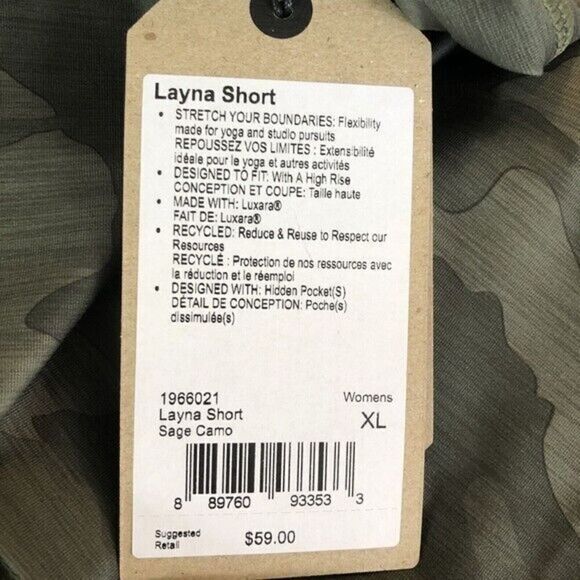 Layna Short
• STRETCH YOUR BOUNDARIES: Flexibility
made for yoga and studio pursuits
REPOUSSEZ VOS LIMITES : Extensibilité
idéale pour le yoga et autres activités
• DESIGNED TO FIT: With A High Rise
CONCEPTION ET COUPE: Taille haute
• MADE WITH: Luxara®
FAIT DE: Luxara®
• RECYCLED: Reduce & Reuse to Respect our
Resources
RECYCLÉ : Protection de nos ressources avec
la réduction et le réemploi
• DESIGNED WITH: Hidden Pocket(S)
DÉTAIL DE CONCEPTION: Poche(s)
dissimulée(s)
1966021 Womens
Layna Short XL
Sage Camo
8 89760 93353 3
Suggested
Retail $59.00